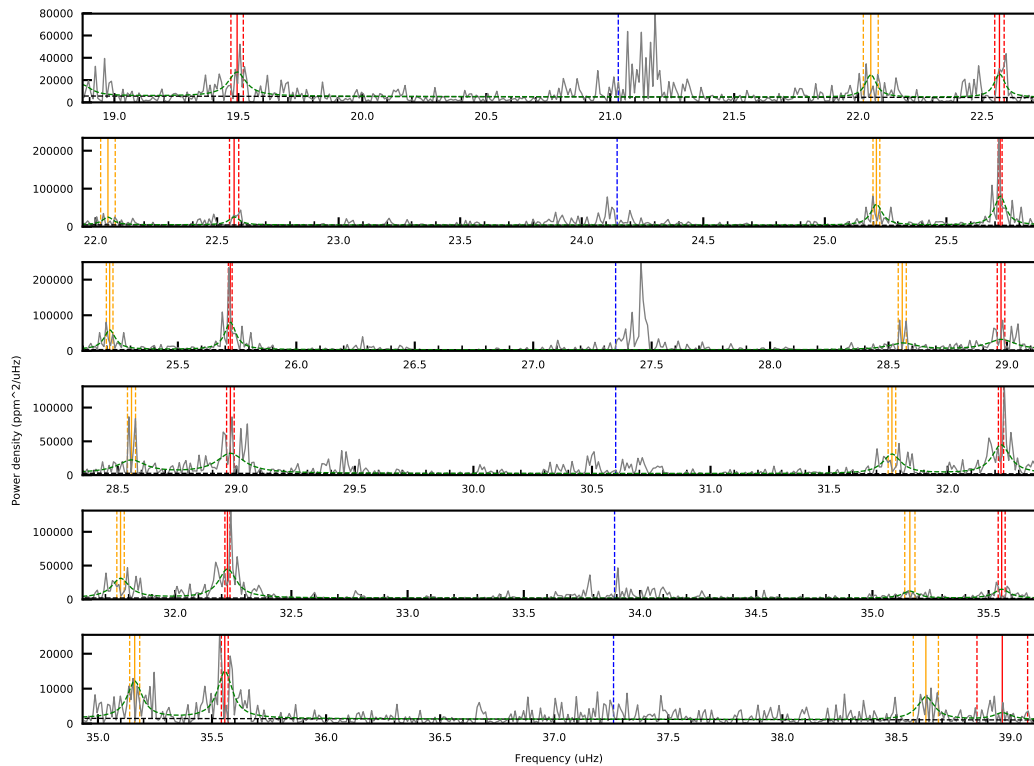 80000
60000
40000
20000
0
19.0 19.5 20.0 20.5 21.0 21.5 22.0 22.5
200000
100000
0
22.0 22.5 23.0 23.5 24.0 24.5 25.0 25.5
200000
100000
0
25.5 26.0 26.5 27.0 27.5 28.0 28.5 29.0
Power density (ppm^2/uHz)
100000
50000
0
28.5 29.0 29.5 30.0 30.5 31.0 31.5 32.0
100000
50000
0
32.0 32.5 33.0 33.5 34.0 34.5 35.0 35.5
20000
10000
0
35.0 35.5 36.0 36.5 37.0 37.5 38.0 38.5 39.0
Frequency (uHz)